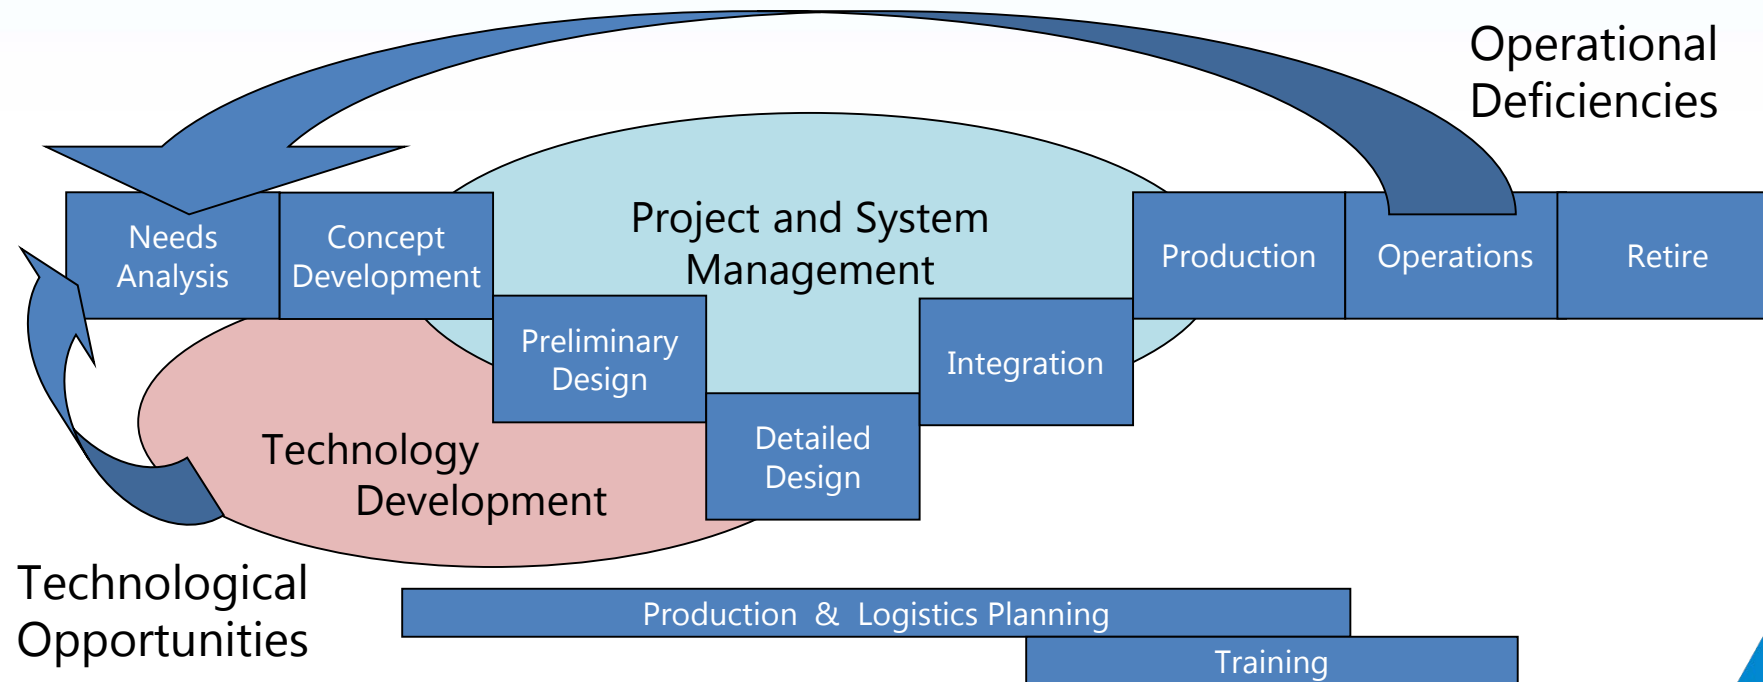 Operational
Deficiencies
Project and System
Management
Needs
Analysis
Concept
Development
Production
Operations
Retire
Preliminary
Design
Integration
Detailed
Design
Technology
Development
Technological
Opportunities
Production & Logistics Planning
Training